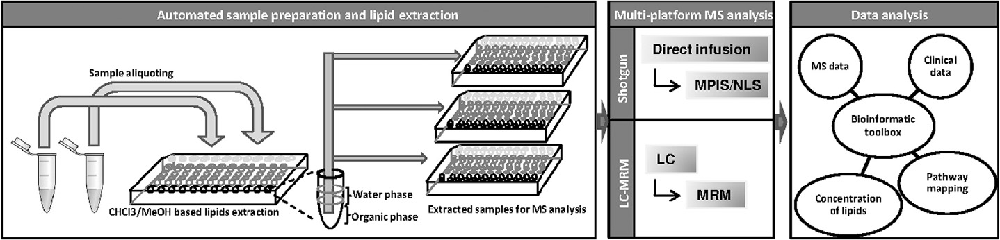 Automated sample preparation and lipid extraction
Sample aliquoting
CHCl3/MeOH based lipids extraction
Water phase
Organic phase
Extracted samples for MS analysis
Multi-platform MS analysis
Shotgun
Direct infusion
MPIS/NLS
LC-MRM
LC
MRM
Data analysis
MS data
Clinical
data
Bioinformatic
toolbox
Concentration
of lipids
Pathway
mapping